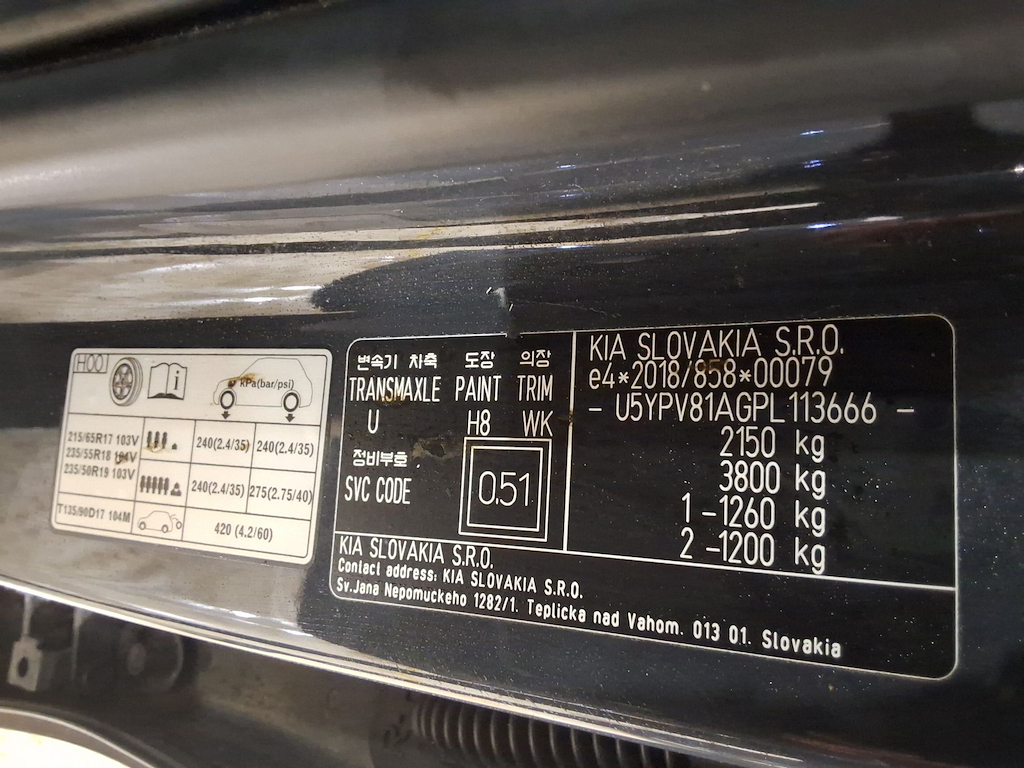 H00
kPa(bar/psi)
215/65R17 103V
235/55R18 104V
235/50R19 103V
240(2.4/35) 240(2.4/35)
240(2.4/35) 275(2.75/40)
T135/90D17 104M
420 (4.2/60)
변속기 차축 도장 의장
TRANSMAXLE PAINT TRIM
U H8 WK
정비부호
SVC CODE
0.51
KIA SLOVAKIA S.R.O.
e4*2018/858*00079
- U5YPV81AGPL113666 -
2150 kg
3800 kg
1 -1260 kg
2 -1200 kg
KIA SLOVAKIA S.R.O.
Contact address: KIA SLOVAKIA S.R.O.
Sv.Jana Nepomuckeho 1282/1. Teplicka nad Vahom. 013 01. Slovakia